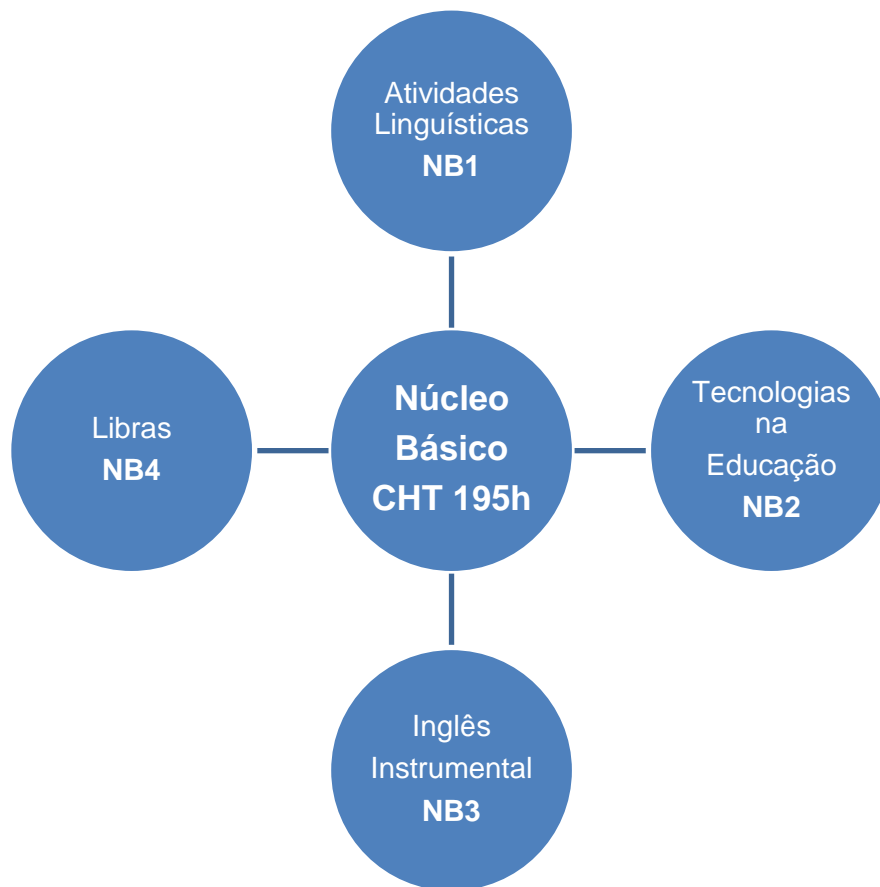 Atividades
Linguísticas
NB1
Libras
NB4
Núcleo
Básico
CHT 195h
Tecnologias
na
Educação
NB2
Inglês
Instrumental
NB3